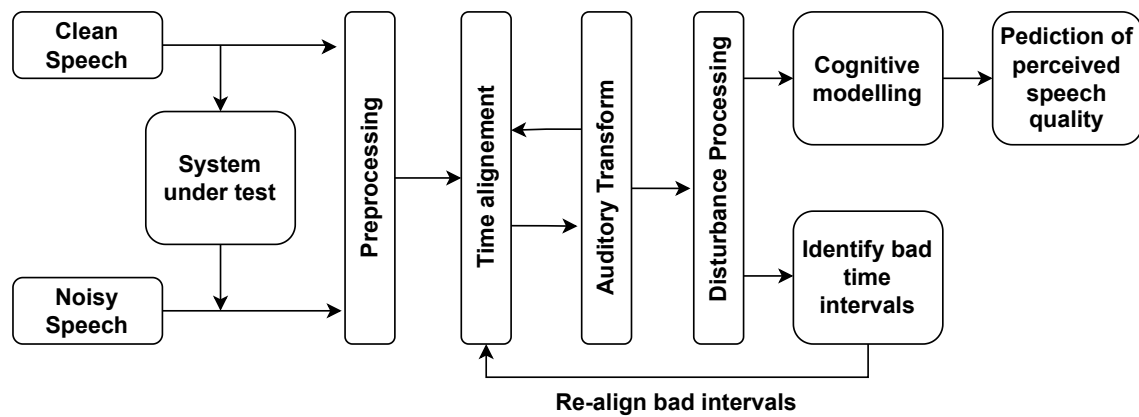 Clean
Speech
System
under test
Noisy
Speech
Preprocessing
Time alignement
Auditory Transform
Disturbance Processing
Cognitive
modelling
Pediction of
perceived
speech
quality
Identify bad
time
intervals
Re-align bad intervals